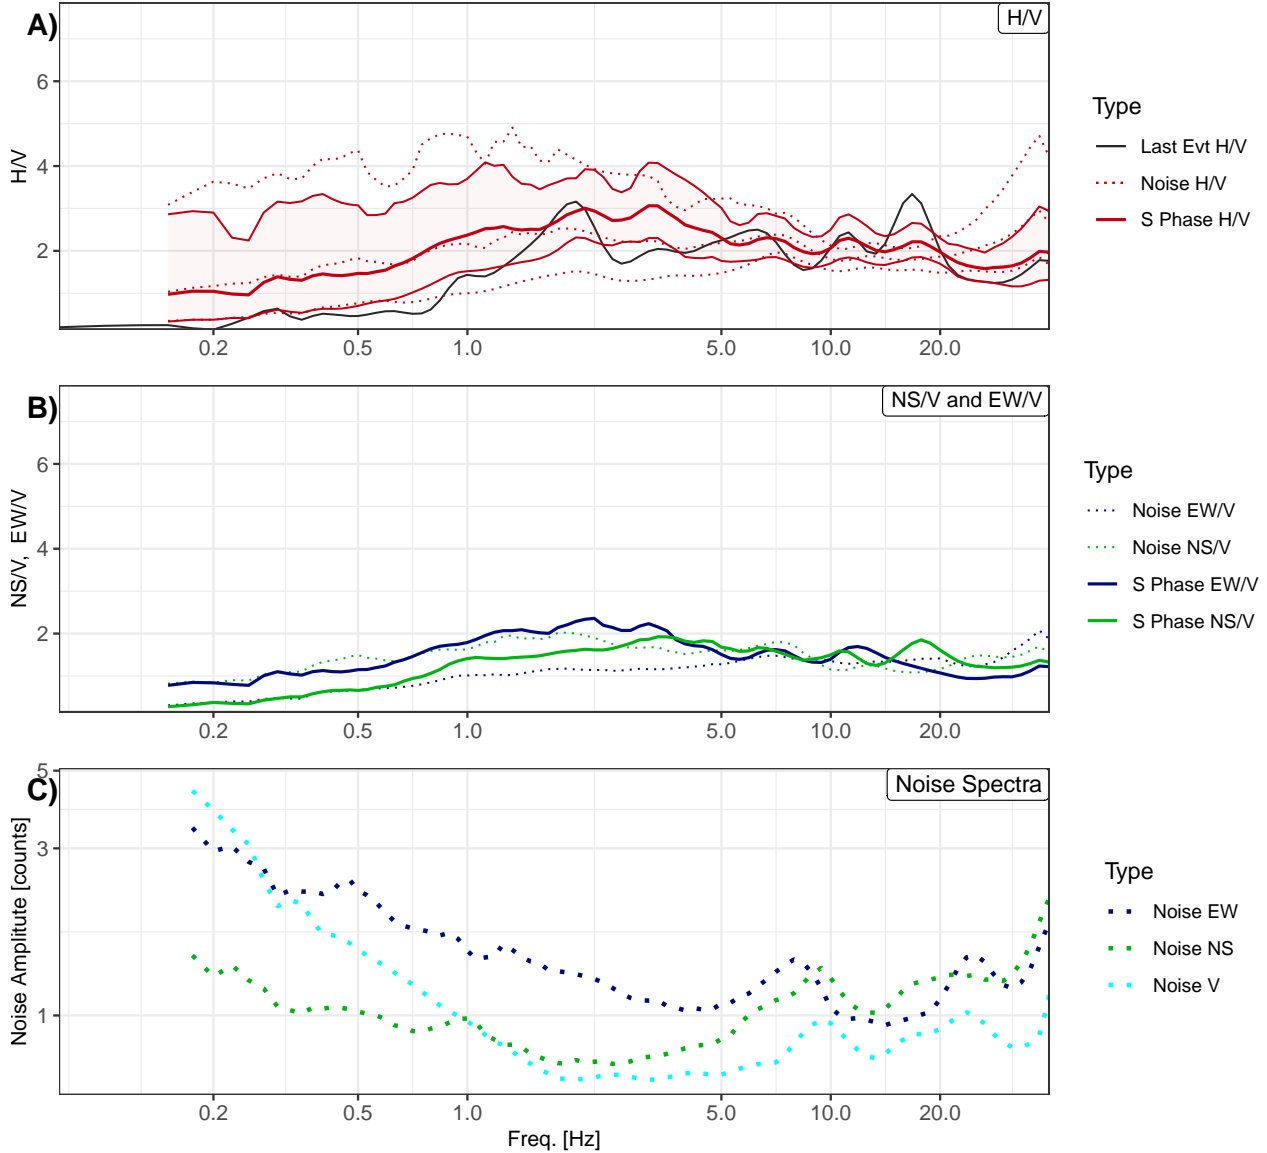 A)
H/V
6
4
2
H/V
0.2 0.5 1.0 5.0 10.0 20.0
Type
Last Evt H/V
Noise H/V
S Phase H/V
B)
NS/V and EW/V
6
4
2
NS/V, EW/V
0.2 0.5 1.0 5.0 10.0 20.0
Type
Noise EW/V
Noise NS/V
S Phase EW/V
S Phase NS/V
C)
Noise Spectra
5
3
1
Noise Amplitude [counts]
0.2 0.5 1.0 5.0 10.0 20.0
Freq. [Hz]
Type
Noise EW
Noise NS
Noise V